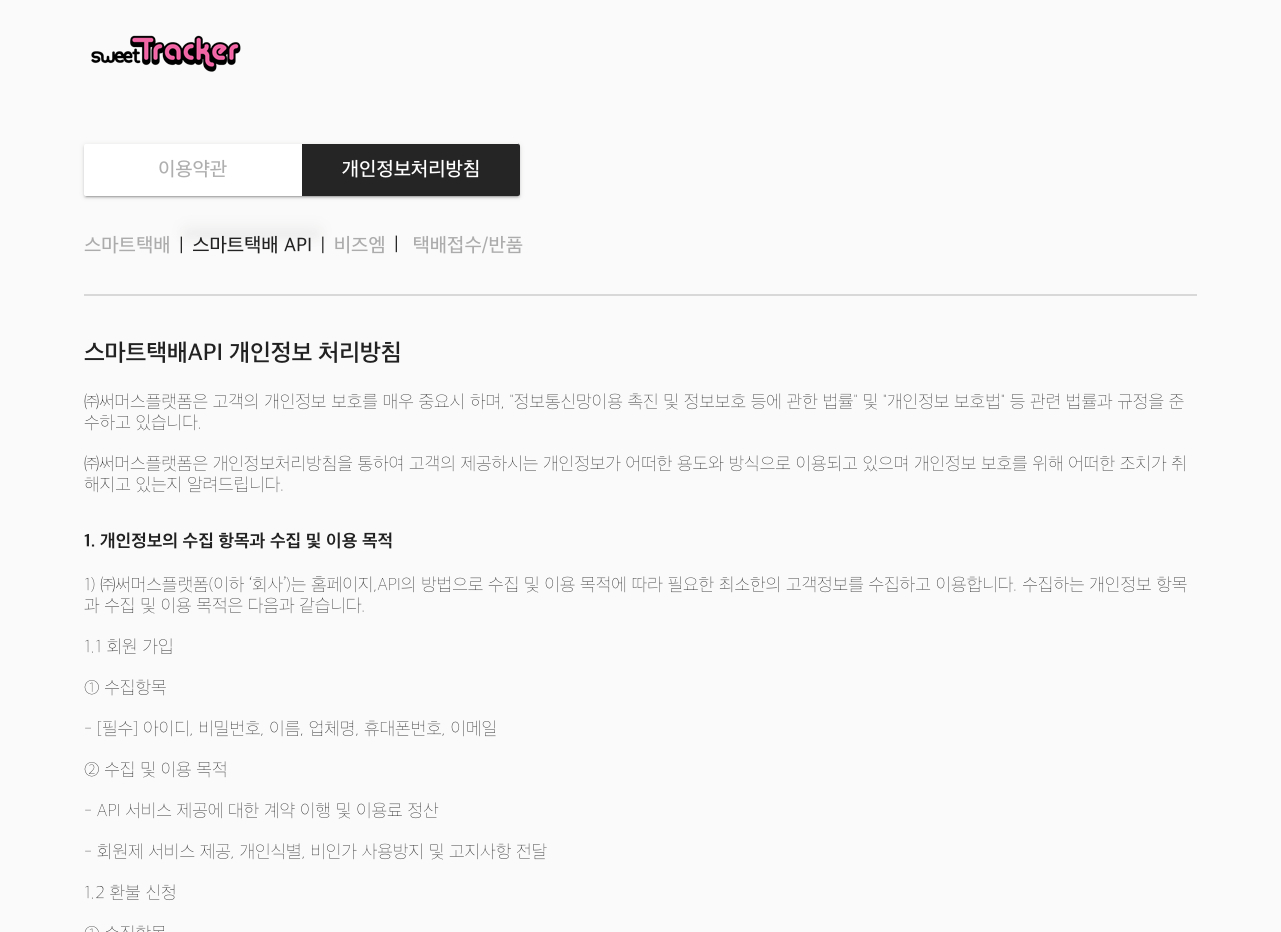 sweetTracker
이용약관 개인정보처리방침
스마트택배 | 스마트택배 API | 비즈엠 | 택배접수/반품
스마트택배API 개인정보 처리방침
㈜써머스플랫폼은 고객의 개인정보 보호를 매우 중요시 하며, "정보통신망이용 촉진 및 정보보호 등에 관한 법률" 및 "개인정보 보호법" 등 관련 법률과 규정을 준
수하고 있습니다.
㈜써머스플랫폼은 개인정보처리방침을 통하여 고객의 제공하시는 개인정보가 어떠한 용도와 방식으로 이용되고 있으며 개인정보 보호를 위해 어떠한 조치가 취
해지고 있는지 알려드립니다.
1. 개인정보의 수집 항목과 수집 및 이용 목적
1) ㈜써머스플랫폼(이하 '회사')는 홈페이지,API의 방법으로 수집 및 이용 목적에 따라 필요한 최소한의 고객정보를 수집하고 이용합니다. 수집하는 개인정보 항목
과 수집 및 이용 목적은 다음과 같습니다.
1.1 회원 가입
① 수집항목
- [필수] 아이디, 비밀번호, 이름, 업체명, 휴대폰번호, 이메일
② 수집 및 이용 목적
- API 서비스 제공에 대한 계약 이행 및 이용료 정산
- 회원제 서비스 제공, 개인식별, 비인가 사용방지 및 고지사항 전달
1.2 환불 신청
① 수집항목